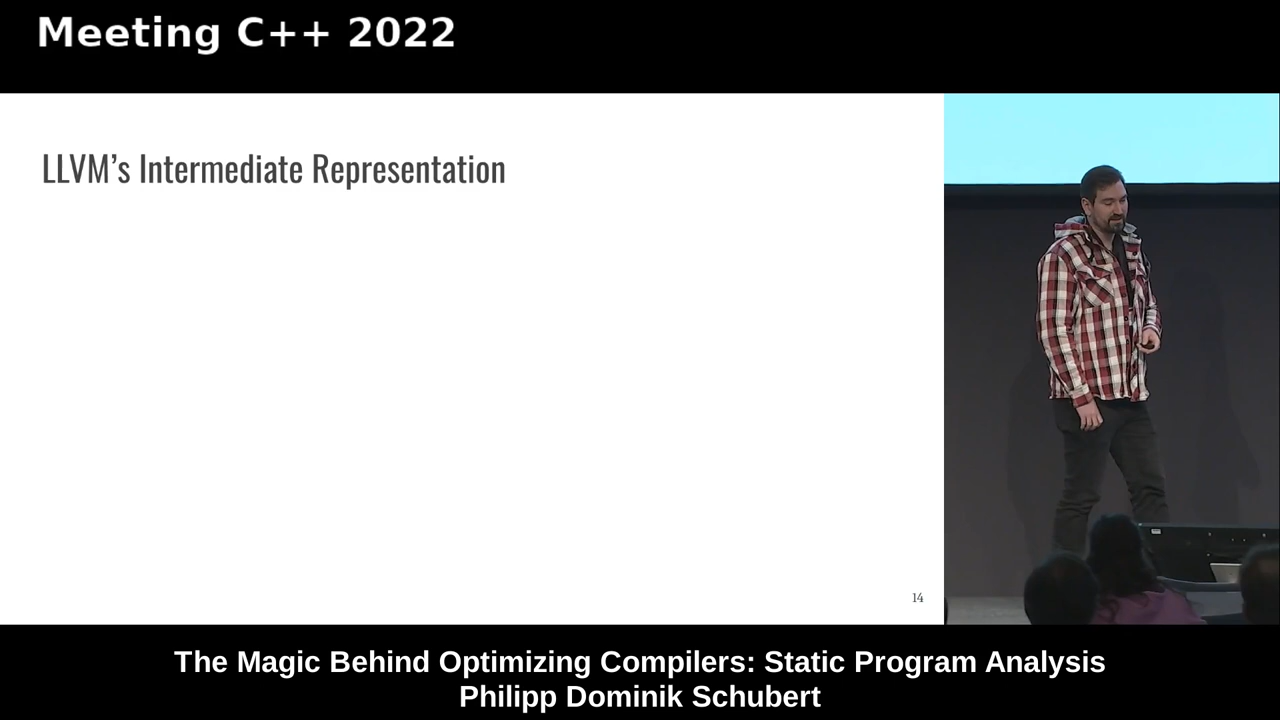 Meeting C++ 2022
LLVM’s Intermediate Representation
14
The Magic Behind Optimizing Compilers: Static Program Analysis
Philipp Dominik Schubert